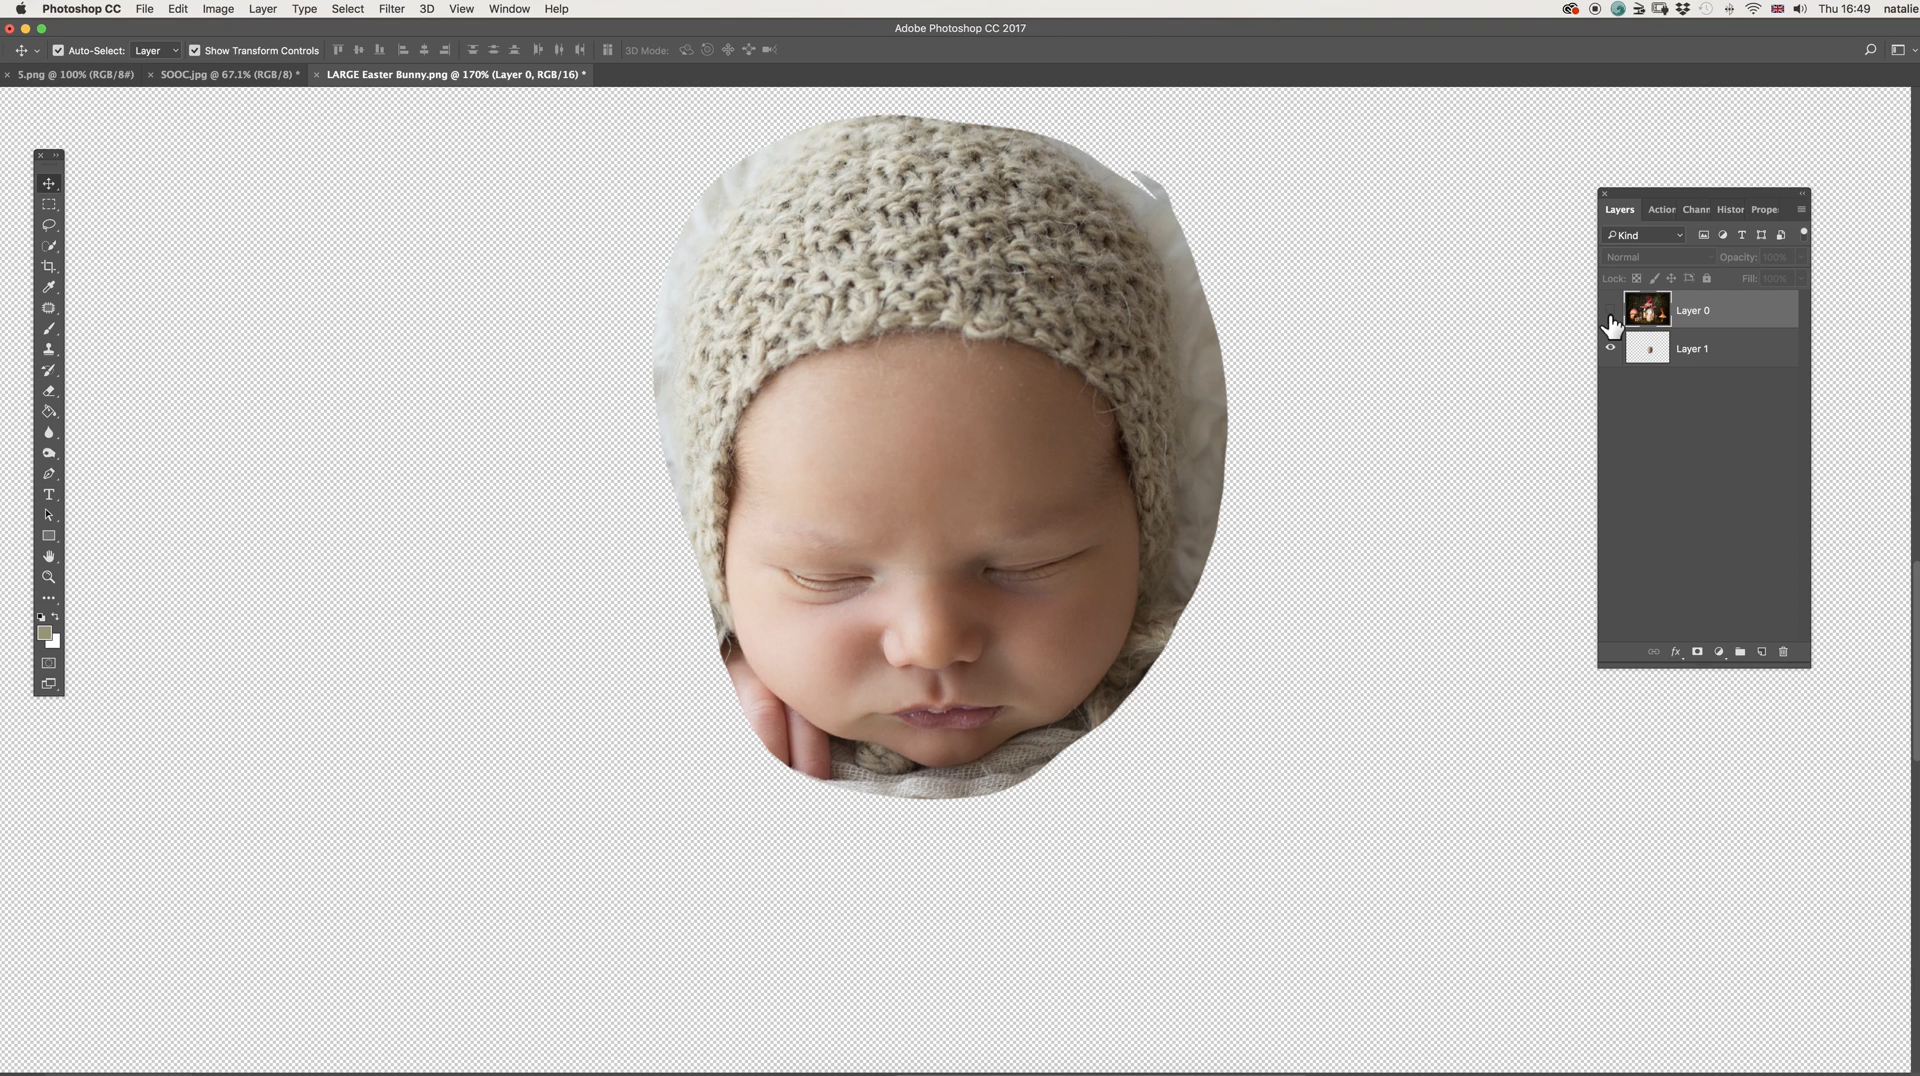 Photoshop CC File Edit Image Layer Type Select Filter 3D View Window Help Thu 16:49 natalie
Adobe Photoshop CC 2017
Auto-Select: Layer Show Transform Controls 3D Mode:
5.png @ 100% (RGB/8#) SOOC.jpg @ 67.1% (RGB/8) * LARGE Easter Bunny.png @ 170% (Layer 0, RGB/16) *
Layers Action Chann Histor Prope
Kind
Normal Opacity: 100%
Lock: Fill: 100%
Layer 0
Layer 1
fx